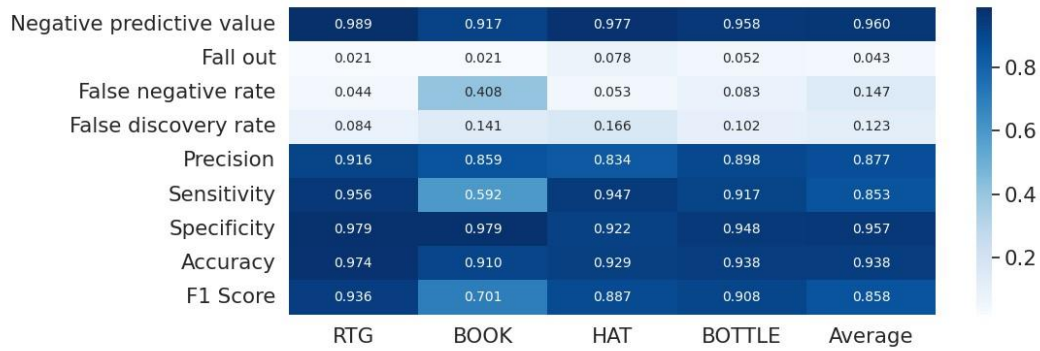 Negative predictive value 0.989 0.917 0.977 0.958 0.960
Fall out 0.021 0.021 0.078 0.052 0.043
False negative rate 0.044 0.408 0.053 0.083 0.147
False discovery rate 0.084 0.141 0.166 0.102 0.123
Precision 0.916 0.859 0.834 0.898 0.877
Sensitivity 0.956 0.592 0.947 0.917 0.853
Specificity 0.979 0.979 0.922 0.948 0.957
Accuracy 0.974 0.910 0.929 0.938 0.938
F1 Score 0.936 0.701 0.887 0.908 0.858
RTG BOOK HAT BOTTLE Average
0.8
0.6
0.4
0.2